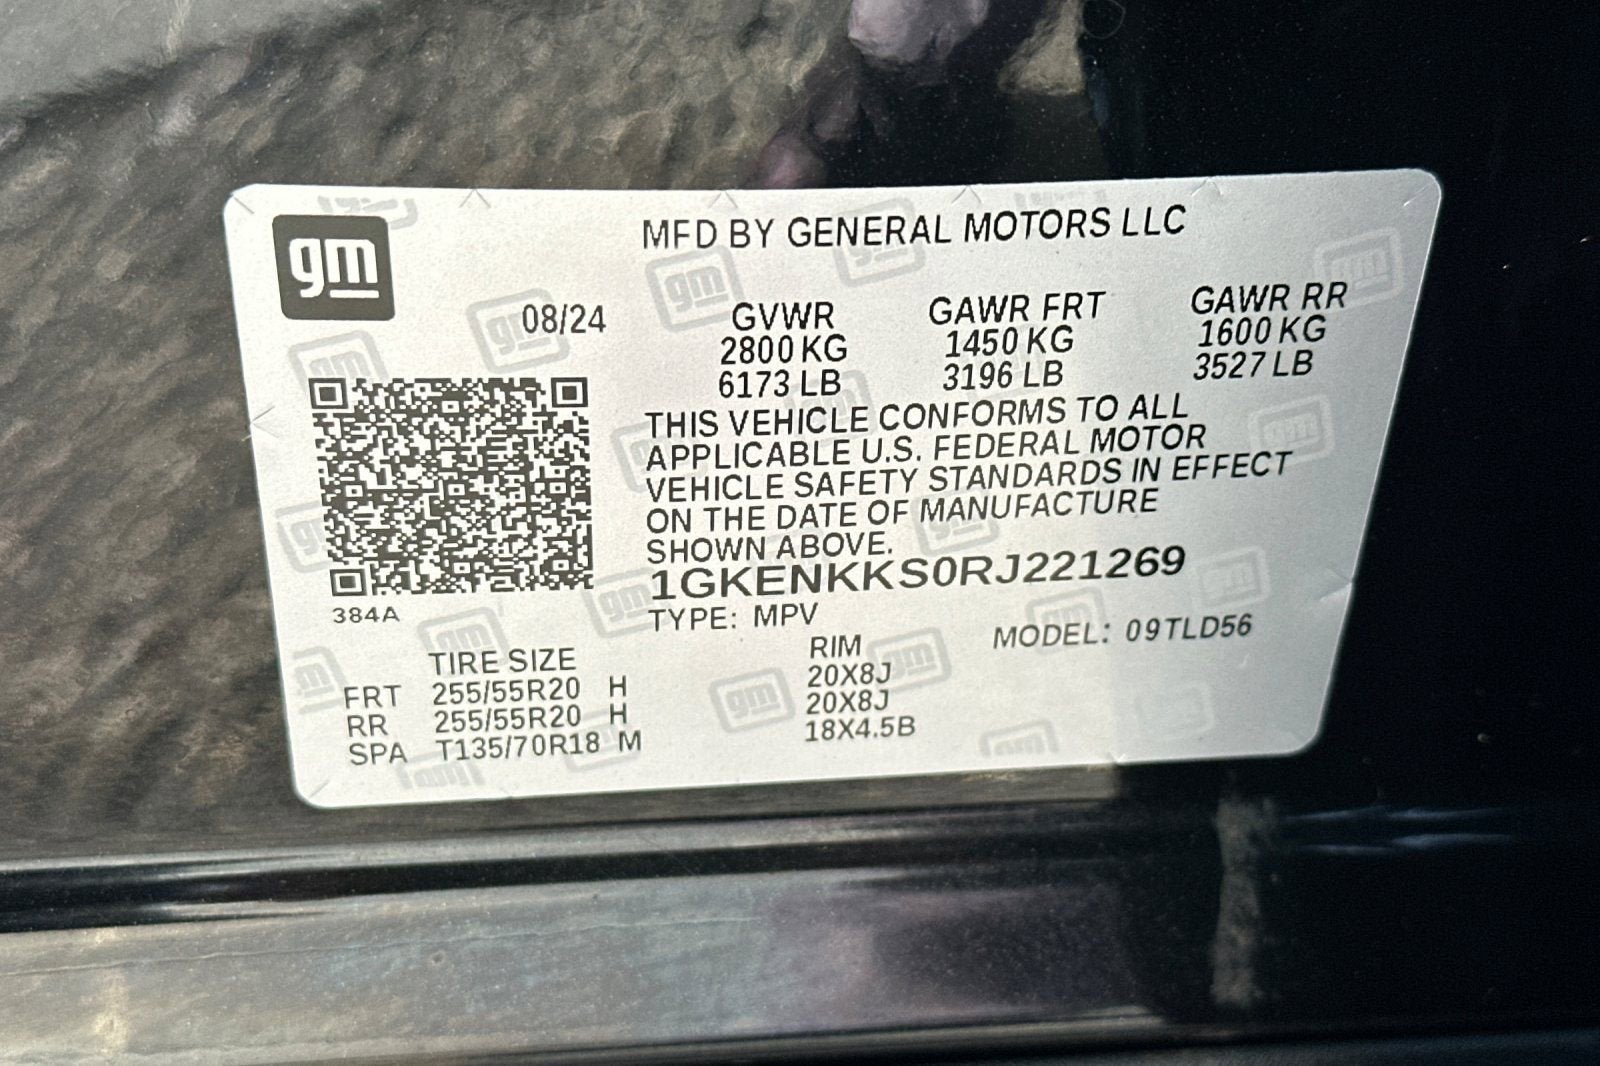 gm
MFD BY GENERAL MOTORS LLC
08/24
GVWR GAWR FRT GAWR RR
2800 KG 1450 KG 1600 KG
6173 LB 3196 LB 3527 LB
THIS VEHICLE CONFORMS TO ALL
APPLICABLE U.S. FEDERAL MOTOR
VEHICLE SAFETY STANDARDS IN EFFECT
ON THE DATE OF MANUFACTURE
SHOWN ABOVE.
1GKENKKS0RJ221269
384A
TYPE: MPV MODEL: 09TLD56
TIRE SIZE RIM
FRT 255/55R20 H 20X8J
RR 255/55R20 H 20X8J
SPA T135/70R18 M 18X4.5B